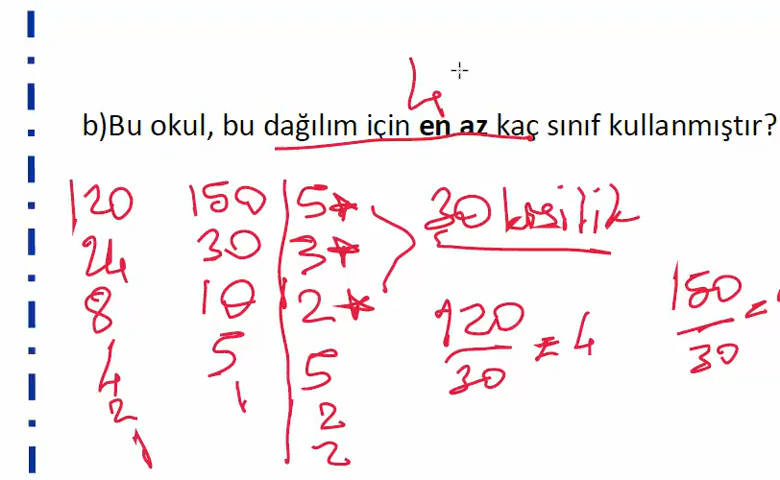 4
b)Bu okul, bu dağılım için en az kaç sınıf kullanmıştır?
120 150 5* 30 kişilik
24 30 3*
8 10 2* 120/30 = 4 150/30 =
4 5 5
2 1 2
1 2